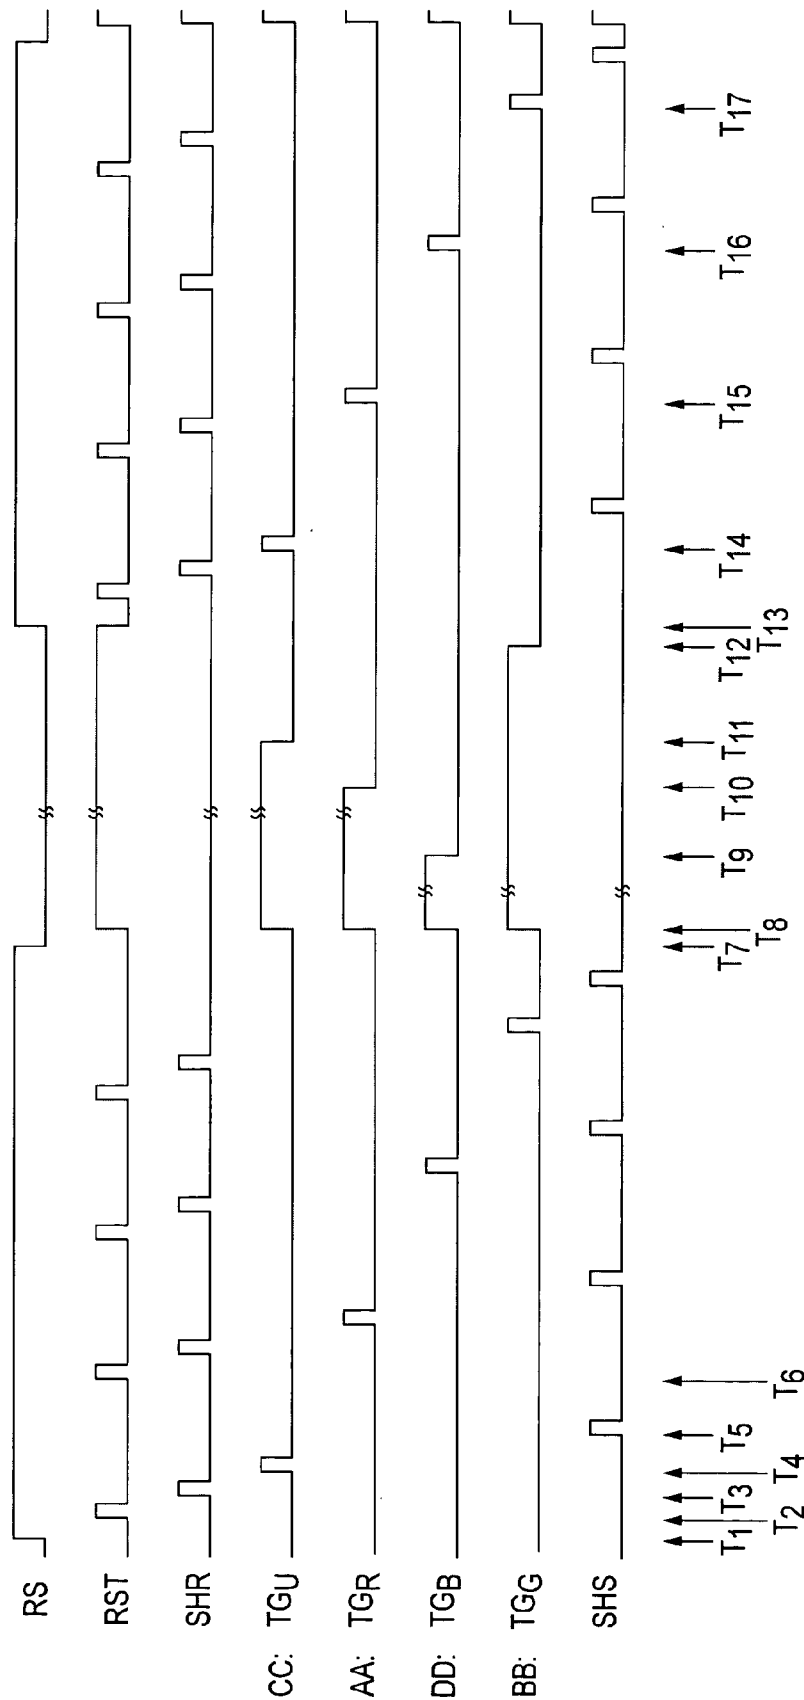 RS
RST
SHR
CC: TGU
AA: TGR
DD: TGB
BB: TGG
SHS
T1
T2
T3
T4
T5
T6
T7
T8
T9
T10
T11
T12
T13
T14
T15
T16
T17